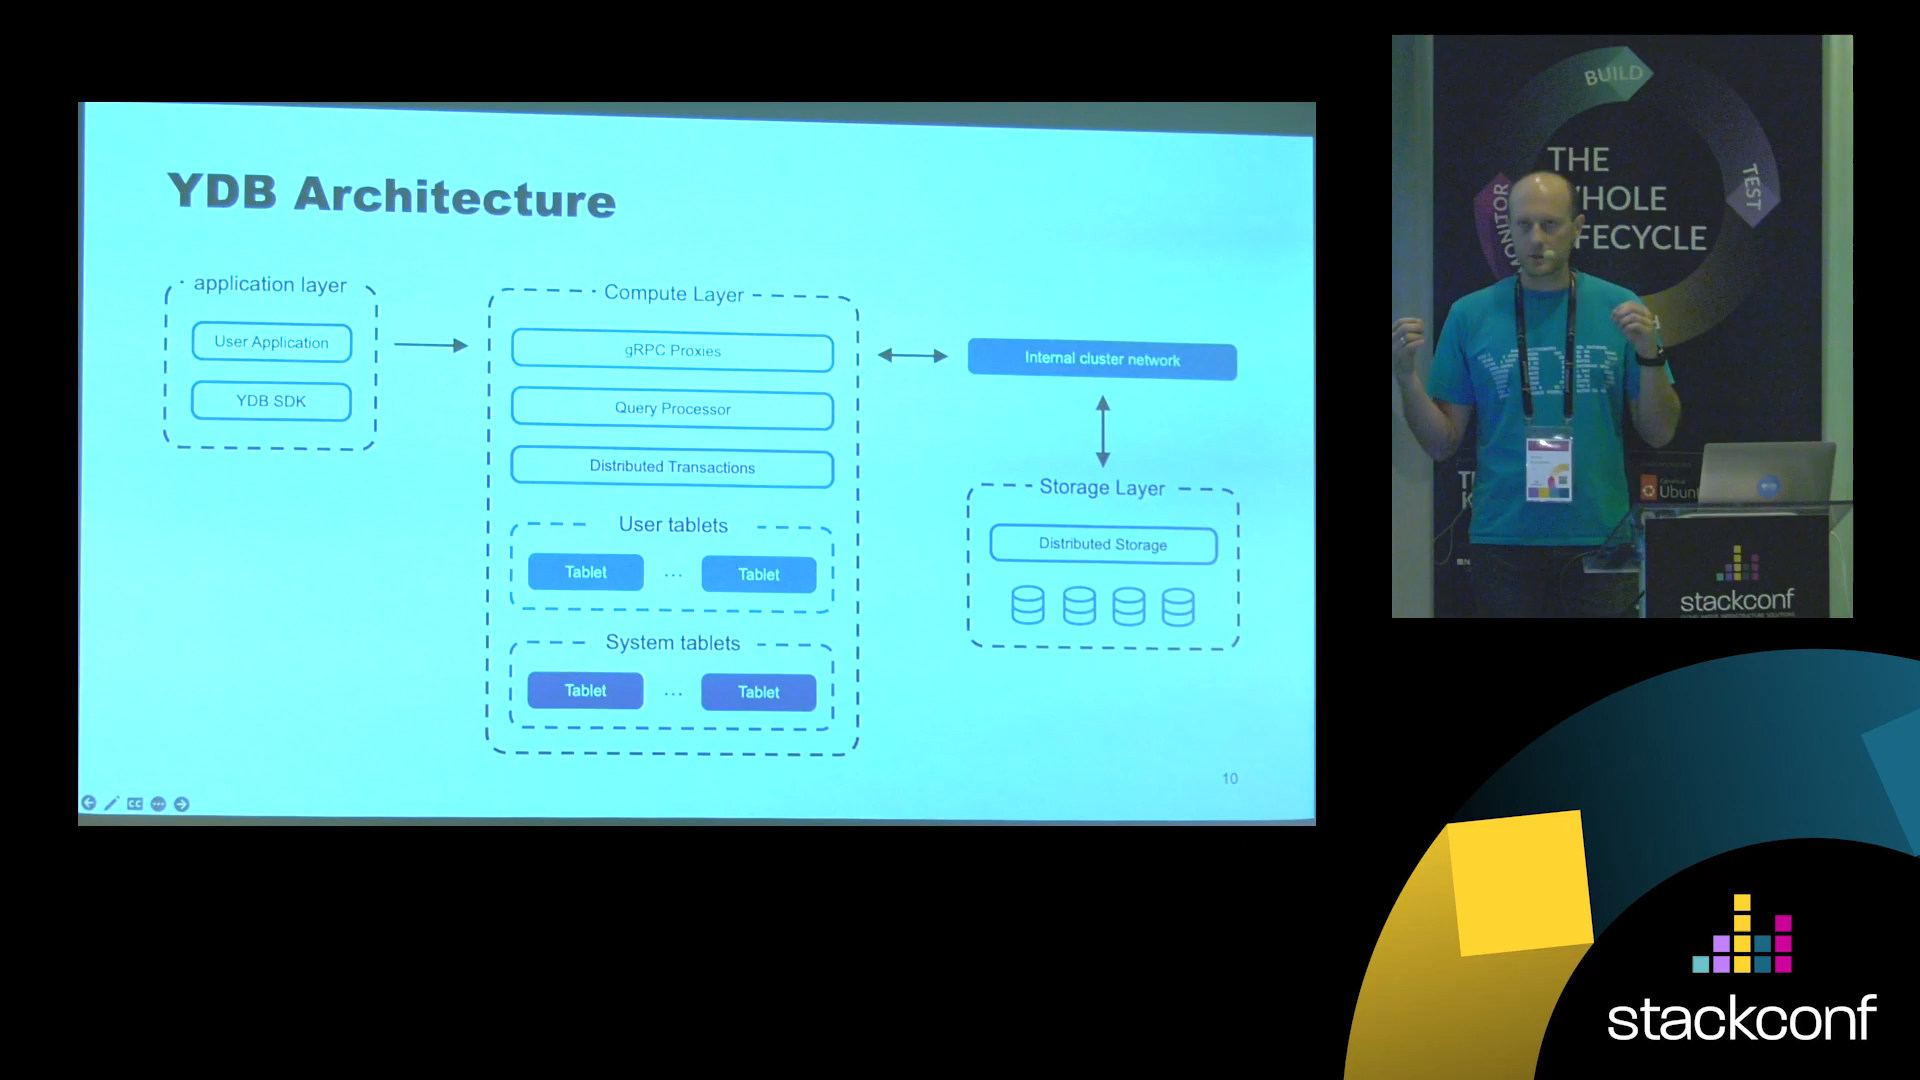 YDB Architecture
application layer
User Application
YDB SDK
Compute Layer
gRPC Proxies
Query Processor
Distributed Transactions
User tablets
Tablet
...
Tablet
System tablets
Tablet
...
Tablet
Internal cluster network
Storage Layer
Distributed Storage
10
CC
BUILD
TEST
MONITOR
THE
WHOLE
LIFECYCLE
YDB
Ubuntu
stackconf
stackconf